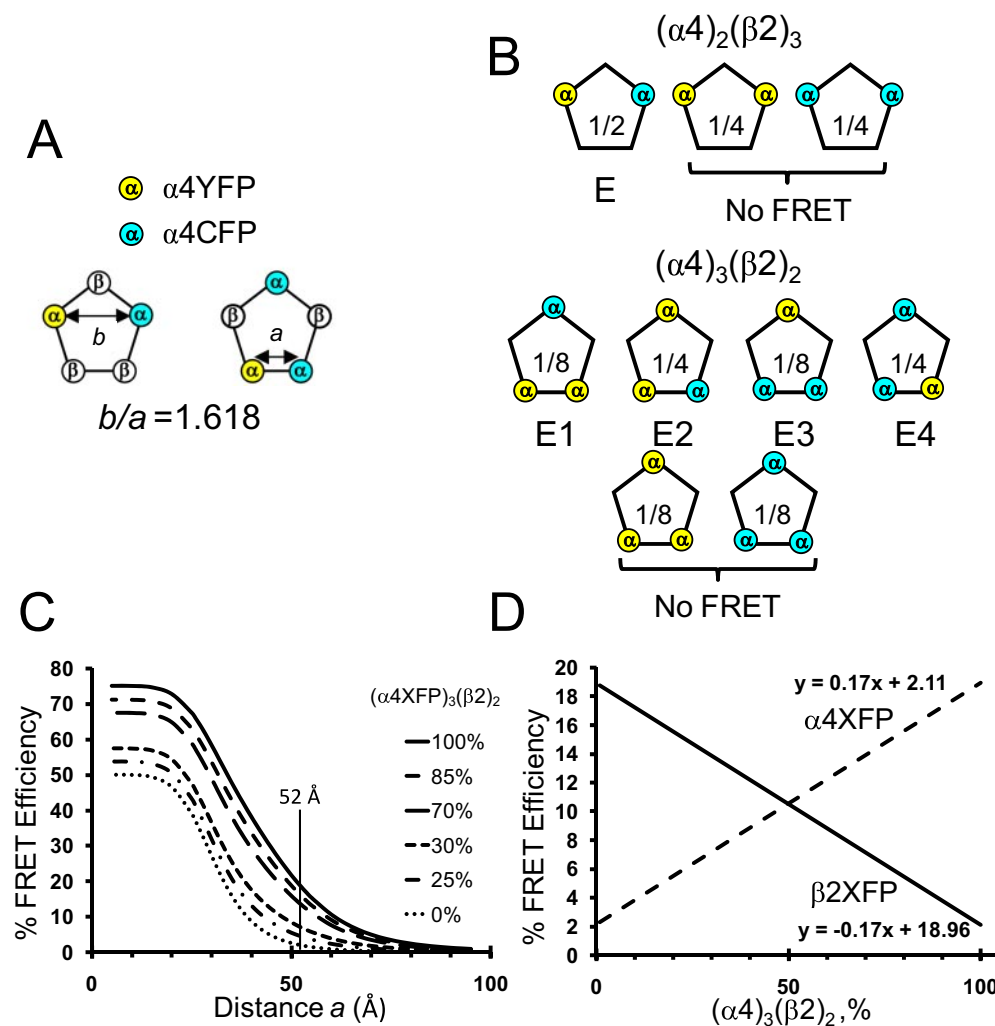 A
α α4YFP
α α4CFP
β
α α
b
β β
α
β β
a
α α
b/a =1.618
B
(α4)2(β2)3
α α α α α α
1/2 1/4 1/4
E
No FRET
(α4)3(β2)2
α α α α
1/8 1/4 1/8 1/4
α α α α α α α α
E1 E2 E3 E4
α α
1/8 1/8
α α α α
No FRET
C
% FRET Efficiency
80
70
60
50
40
30
20
10
0
0 50 100
Distance a (Å)
52 Å
(α4XFP)3(β2)2
100%
85%
70%
30%
25%
0%
D
% FRET Efficiency
20
18
16
14
12
10
8
6
4
2
0
0 50 100
(α4)3(β2)2 ,%
y = 0.17x + 2.11
α4XFP
β2XFP
y = -0.17x + 18.96